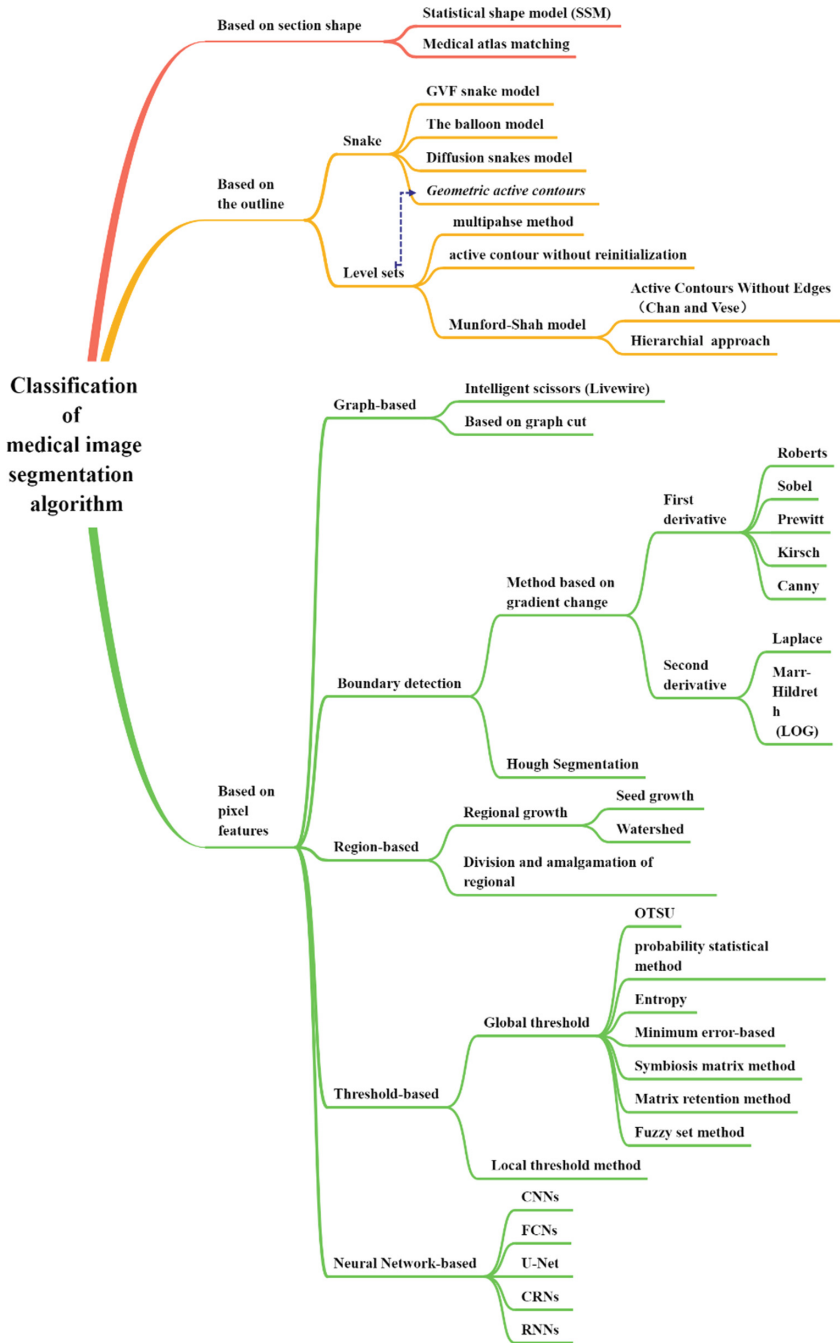 Based on section shape
Statistical shape model (SSM)
Medical atlas matching
Based on
the outline
Snake
GVF snake model
The balloon model
Diffusion snakes model
Geometric active contours
Level sets
multipahse method
active contour without reinitialization
Munford-Shah model
Active Contours Without Edges
（Chan and Vese）
Hierarchial approach
Classification
of
medical image
segmentation
algorithm
Based on
pixel
features
Graph-based
Intelligent scissors (Livewire)
Based on graph cut
Boundary detection
Method based on
gradient change
First
derivative
Roberts
Sobel
Prewitt
Kirsch
Canny
Second
derivative
Laplace
Marr-
Hildret
h
(LOG)
Hough Segmentation
Region-based
Regional growth
Seed growth
Watershed
Division and amalgamation of
regional
Threshold-based
Global threshold
OTSU
probability statistical
method
Entropy
Minimum error-based
Symbiosis matrix method
Matrix retention method
Fuzzy set method
Local threshold method
Neural Network-based
CNNs
FCNs
U-Net
CRNs
RNNs